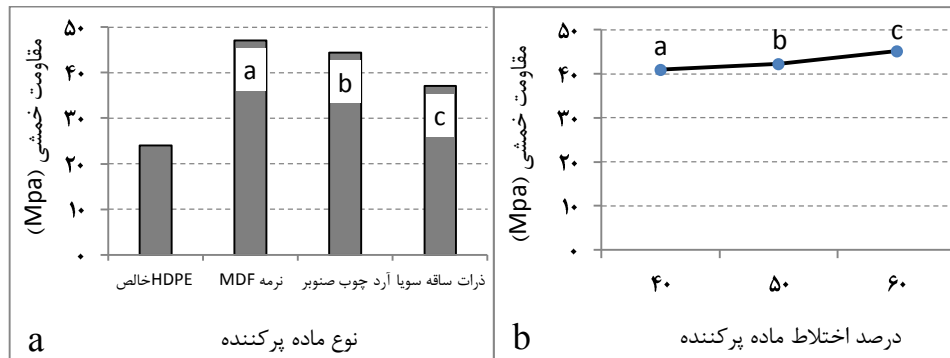 مقاومت خمشی (Mpa)
۵۰
۴۰
۳۰
۲۰
۱۰
۰
a
b
c
HDPEخالص
نرمه MDF
آرد چوب صنوبر
ذرات ساقه سویا
نوع ماده پرکننده
a
مقاومت خمشی (Mpa)
۵۰
۴۰
۳۰
۲۰
۱۰
۰
a
b
c
۴۰
۵۰
۶۰
درصد اختلاط ماده پرکننده
b